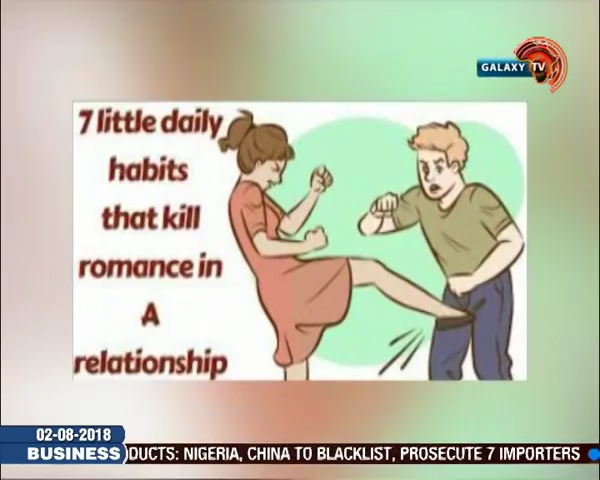 GALAXY TV
7 little daily
habits
that kill
romance in
A
relationship
02-08-2018
BUSINESS DUCTS: NIGERIA, CHINA TO BLACKLIST, PROSECUTE 7 IMPORTERS